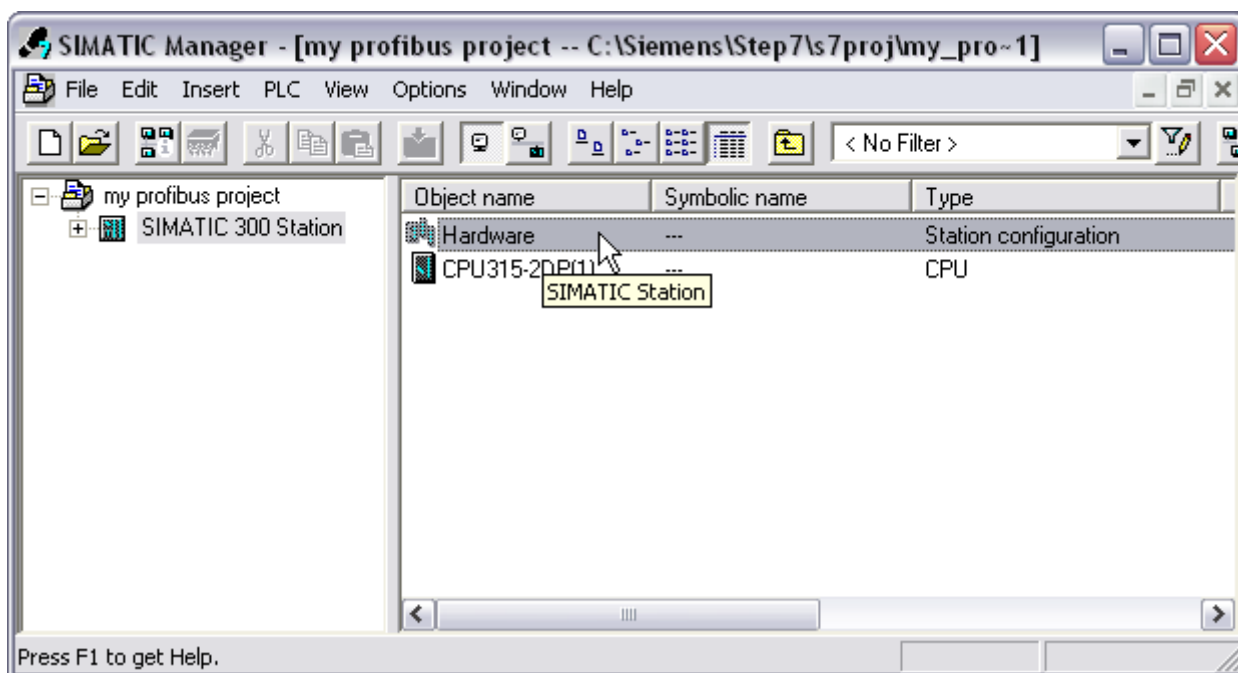 SIMATIC Manager - [my profibus project -- C:\Siemens\Step7\s7proj\my_pro~1]
File Edit Insert PLC View Options Window Help
< No Filter >
my profibus project
SIMATIC 300 Station
Object name Symbolic name Type
Hardware --- Station configuration
CPU315-2DP(1) --- CPU
SIMATIC Station
Press F1 to get Help.